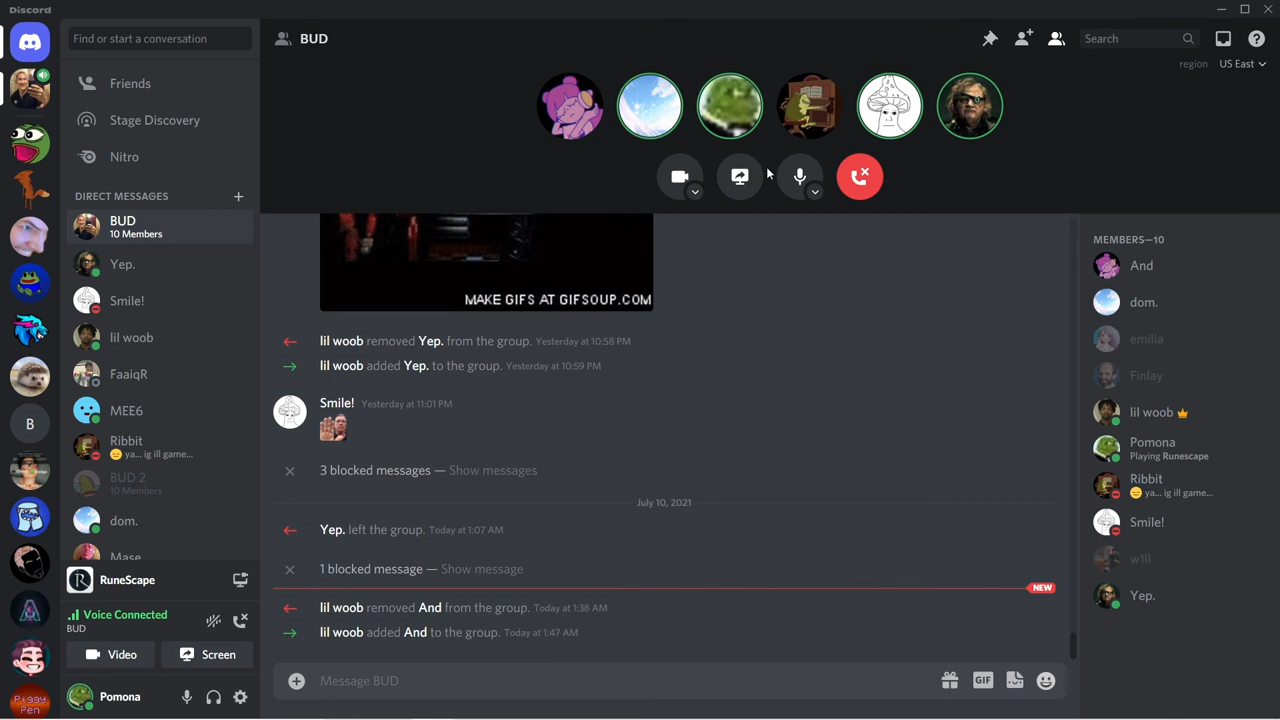 Discord
Find or start a conversation
BUD
Search
region
US East
Friends
Stage Discovery
Nitro
DIRECT MESSAGES
BUD
10 Members
Yep.
Smile!
lil woob
FaaiqR
MEE6
Ribbit
ya... ig ill game...
BUD 2
10 Members
dom.
Mase
B
Piggy
Pen
RuneScape
Voice Connected
BUD
Video
Screen
Pomona
MAKE GIFS AT GIFSOUP.COM
lil woob removed Yep. from the group. Yesterday at 10:58 PM
lil woob added Yep. to the group. Yesterday at 10:59 PM
Smile! Yesterday at 11:01 PM
3 blocked messages — Show messages
July 10, 2021
Yep. left the group. Today at 1:07 AM
1 blocked message — Show message
NEW
lil woob removed And from the group. Today at 1:38 AM
lil woob added And to the group. Today at 1:47 AM
Message BUD
GIF
MEMBERS—10
And
dom.
emilia
Finlay
lil woob
Pomona
Playing Runescape
Ribbit
ya... ig ill game...
Smile!
w1ll
Yep.